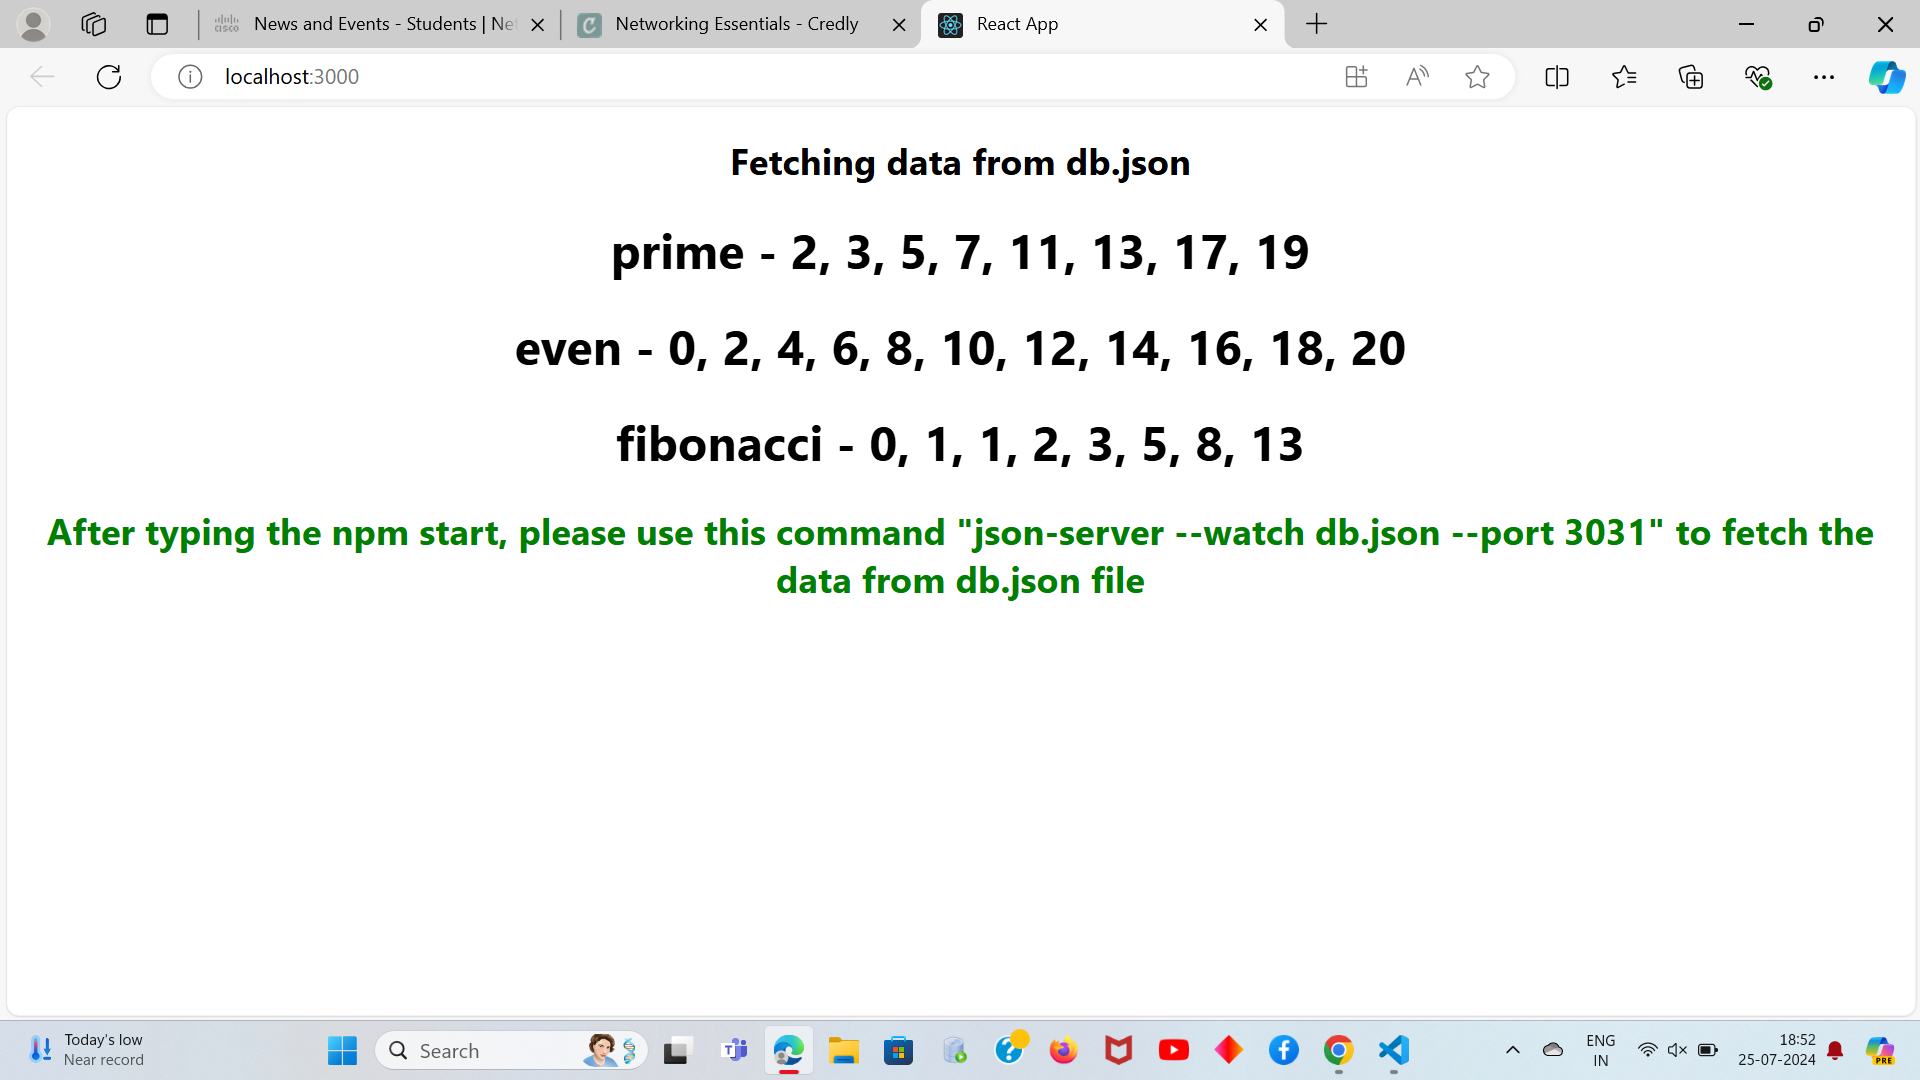 News and Events - Students | Net
Networking Essentials - Credly
React App
localhost:3000
Fetching data from db.json
prime - 2, 3, 5, 7, 11, 13, 17, 19
even - 0, 2, 4, 6, 8, 10, 12, 14, 16, 18, 20
fibonacci - 0, 1, 1, 2, 3, 5, 8, 13
After typing the npm start, please use this command "json-server --watch db.json --port 3031" to fetch the
data from db.json file
Today's low
Near record
Search
ENG
IN
18:52
25-07-2024
PRE